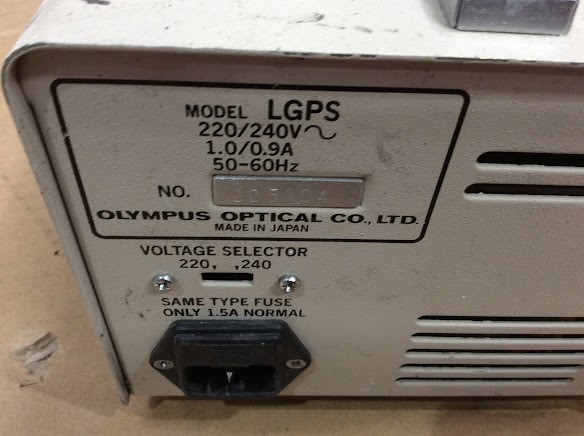 MODEL LGPS
220/240V～
1.0/0.9A
50-60Hz
NO.
OLYMPUS OPTICAL CO., LTD.
MADE IN JAPAN
VOLTAGE SELECTOR
220 240
SAME TYPE FUSE
ONLY 1.5A NORMAL